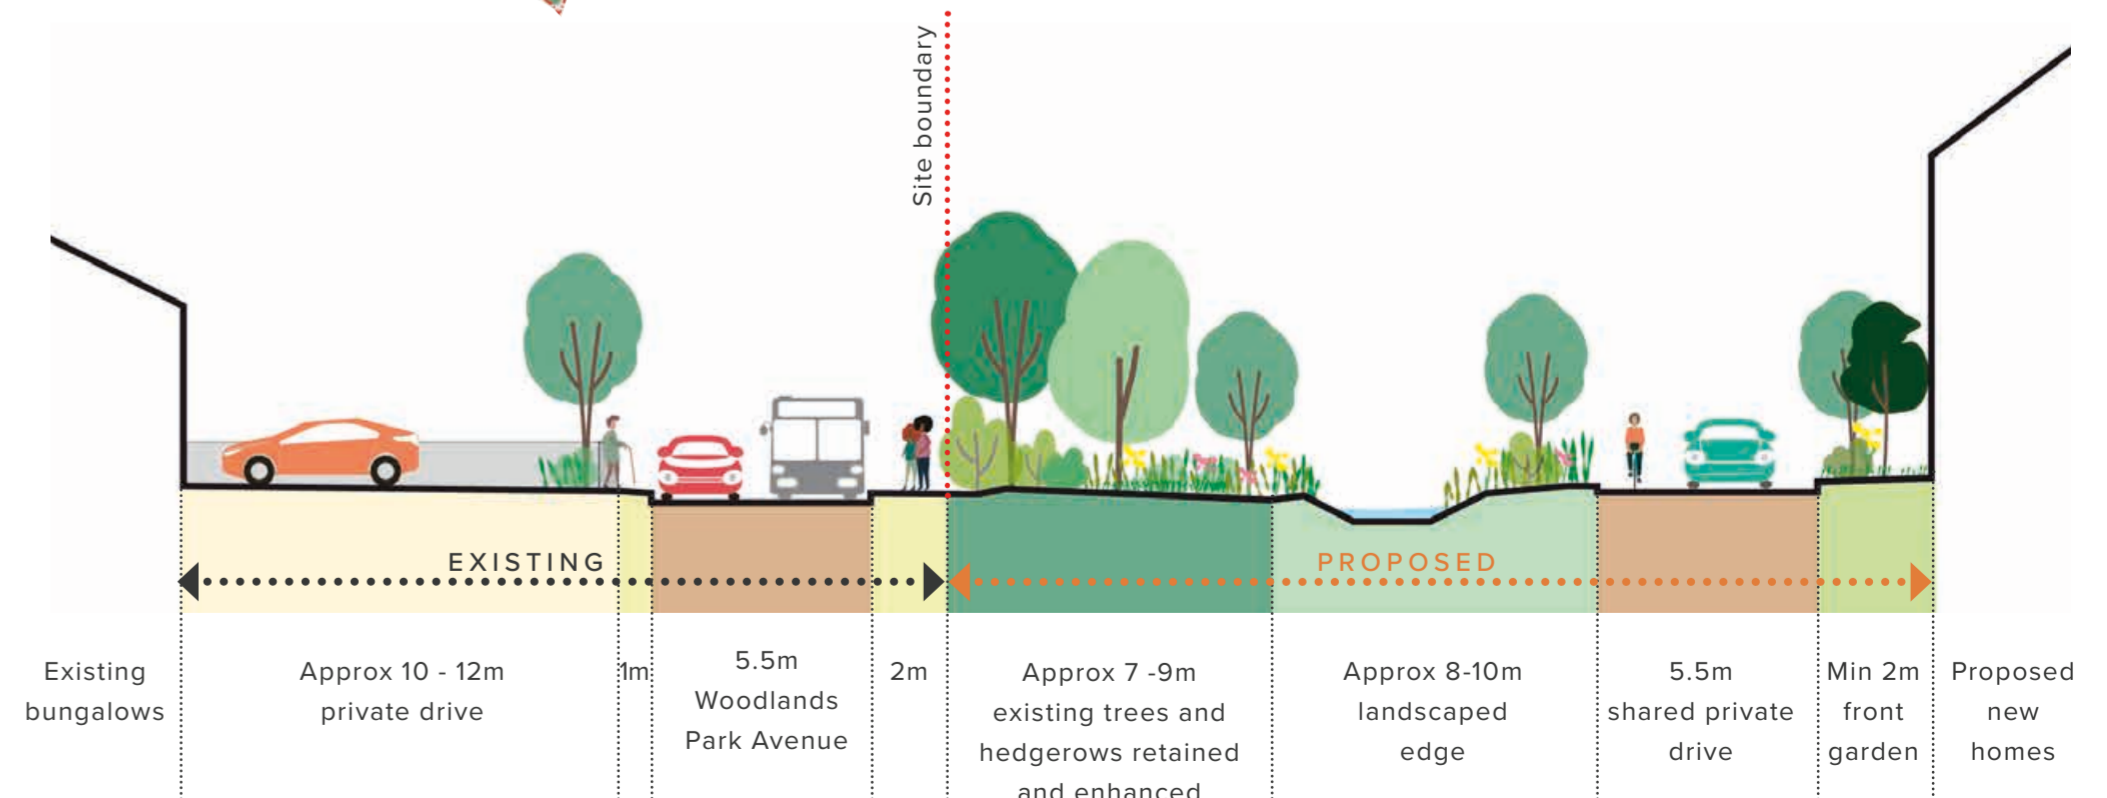 Site boundary
EXISTING
PROPOSED
Existing
bungalows
Approx 10 - 12m
private drive
1m
5.5m
Woodlands
Park Avenue
2m
Approx 7 -9m
existing trees and
hedgerows retained
and enhanced
Approx 8-10m
landscaped
edge
5.5m
shared private
drive
Min 2m
front
garden
Proposed
new
homes